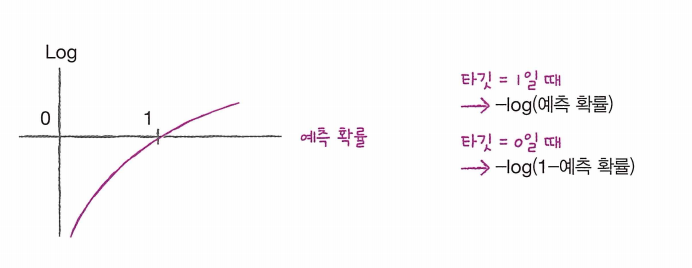 Log
0
1
예측 확률
타깃 = 1일 때
→ –log(예측 확률)
타깃 = 0일 때
→ –log(1–예측 확률)